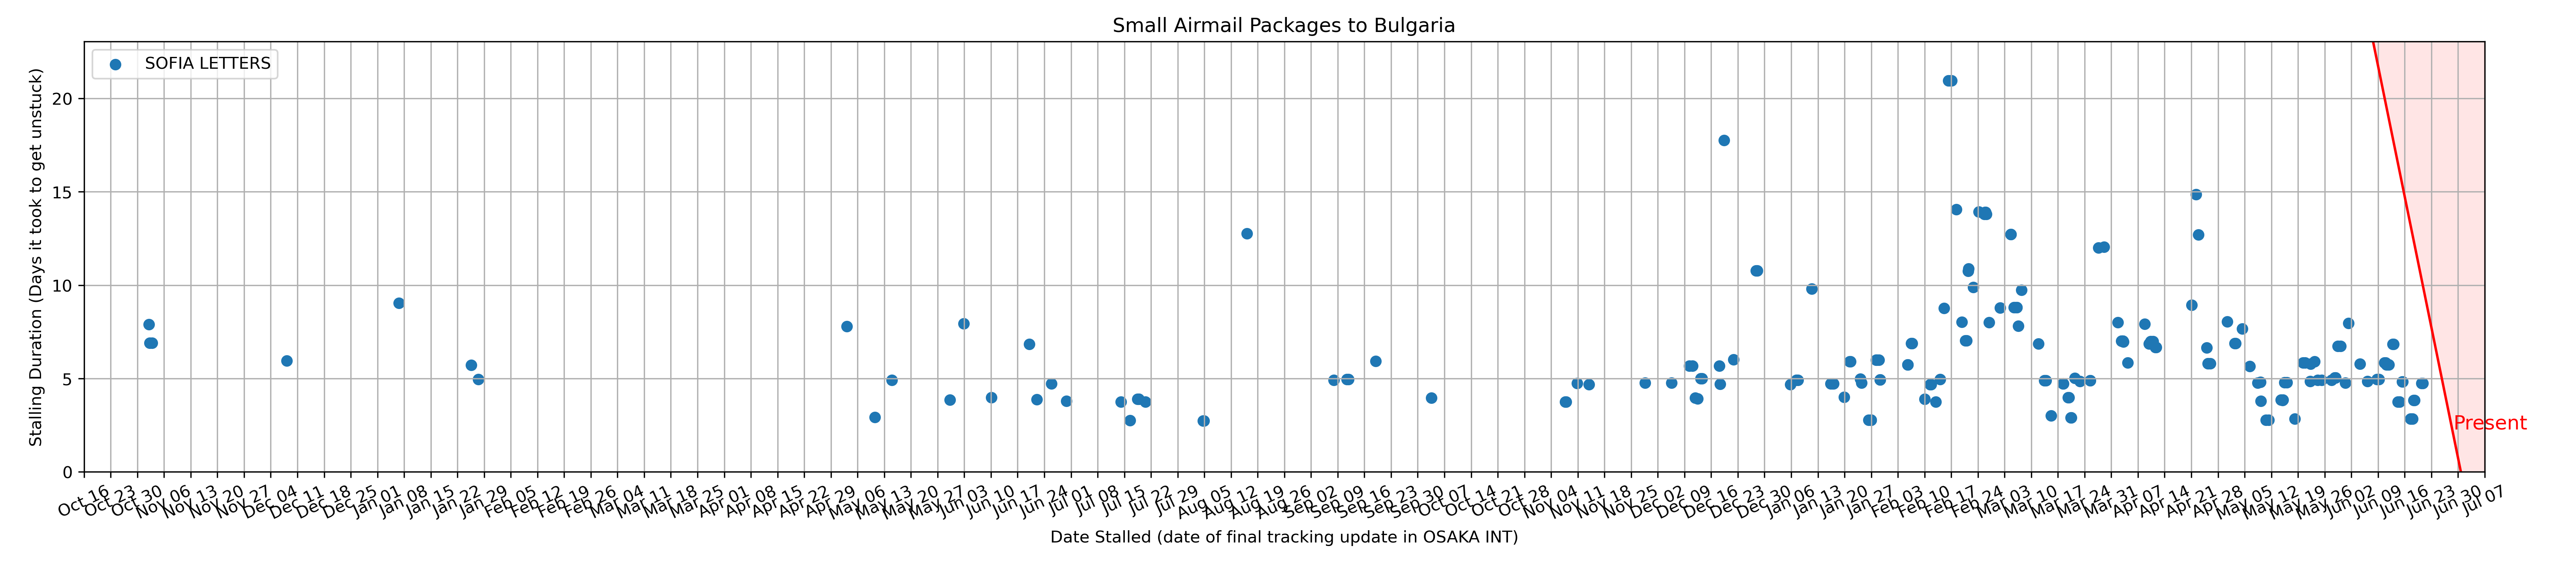 Small Airmail Packages to Bulgaria
SOFIA LETTERS
Stalling Duration (Days it took to get unstuck)
20
15
10
5
0
Present
Oct 16
Oct 23
Oct 30
Nov 06
Nov 13
Nov 20
Nov 27
Dec 04
Dec 11
Dec 18
Dec 25
Jan 01
Jan 08
Jan 15
Jan 22
Jan 29
Feb 05
Feb 12
Feb 19
Feb 26
Mar 04
Mar 11
Mar 18
Mar 25
Apr 01
Apr 08
Apr 15
Apr 22
Apr 29
May 06
May 13
May 20
May 27
Jun 03
Jun 10
Jun 17
Jun 24
Jul 01
Jul 08
Jul 15
Jul 22
Jul 29
Aug 05
Aug 12
Aug 19
Aug 26
Sep 02
Sep 09
Sep 16
Sep 23
Sep 30
Oct 07
Oct 14
Oct 21
Oct 28
Nov 04
Nov 11
Nov 18
Nov 25
Dec 02
Dec 09
Dec 16
Dec 23
Dec 30
Jan 06
Jan 13
Jan 20
Jan 27
Feb 03
Feb 10
Feb 17
Feb 24
Mar 03
Mar 10
Mar 17
Mar 24
Mar 31
Apr 07
Apr 14
Apr 21
Apr 28
May 05
May 12
May 19
May 26
Jun 02
Jun 09
Jun 16
Jun 23
Jun 30
Jul 07
Date Stalled (date of final tracking update in OSAKA INT)